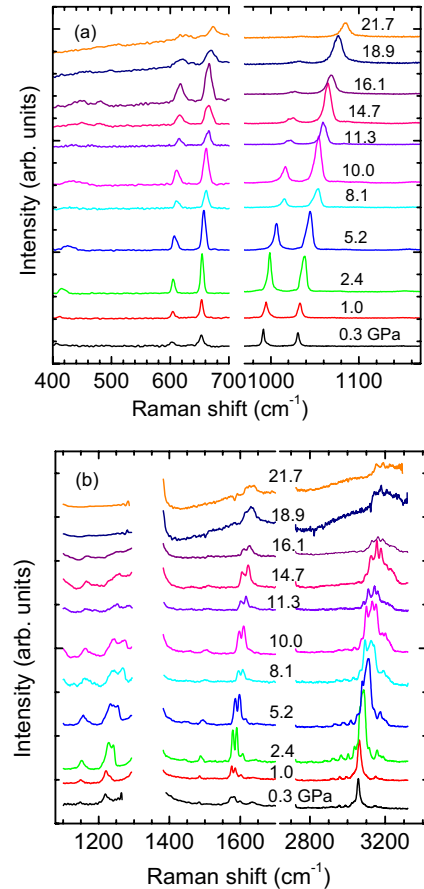 (a)
21.7
18.9
16.1
14.7
11.3
10.0
8.1
5.2
2.4
1.0
0.3 GPa
Intensity (arb. units)
400 500 600 700 1000 1100
Raman shift (cm⁻¹)
(b)
21.7
18.9
16.1
14.7
11.3
10.0
8.1
5.2
2.4
1.0
0.3 GPa
Intensity (arb. units)
1200 1400 1600 2800 3200
Raman shift (cm⁻¹)